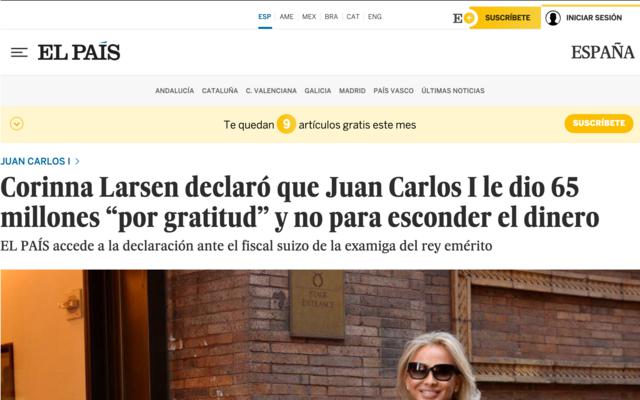 ESP AME MEX BRA CAT ENG
E+ SUSCRÍBETE INICIAR SESIÓN
EL PAÍS ESPAÑA
ANDALUCÍA CATALUÑA C. VALENCIANA GALICIA MADRID PAÍS VASCO ÚLTIMAS NOTICIAS
Te quedan 9 artículos gratis este mes SUSCRÍBETE
JUAN CARLOS I >
Corinna Larsen declaró que Juan Carlos I le dio 65
millones “por gratitud” y no para esconder el dinero
EL PAÍS accede a la declaración ante el fiscal suizo de la examiga del rey emérito
STAGE
ENTRANCE